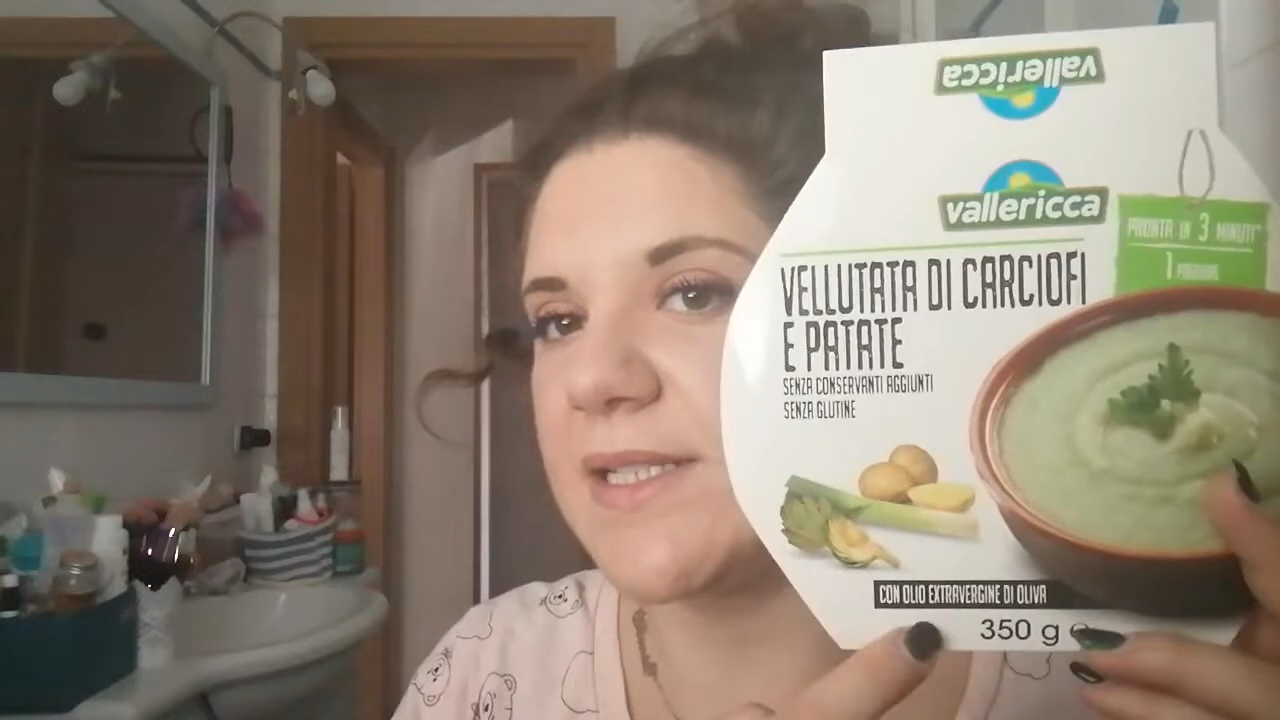 vallericca
vallericca
PRONTA IN 3 MINUTI*
1 PORZIONE
VELLUTATA DI CARCIOFI
E PATATE
SENZA CONSERVANTI AGGIUNTI
SENZA GLUTINE
CON OLIO EXTRAVERGINE DI OLIVA
350 g e